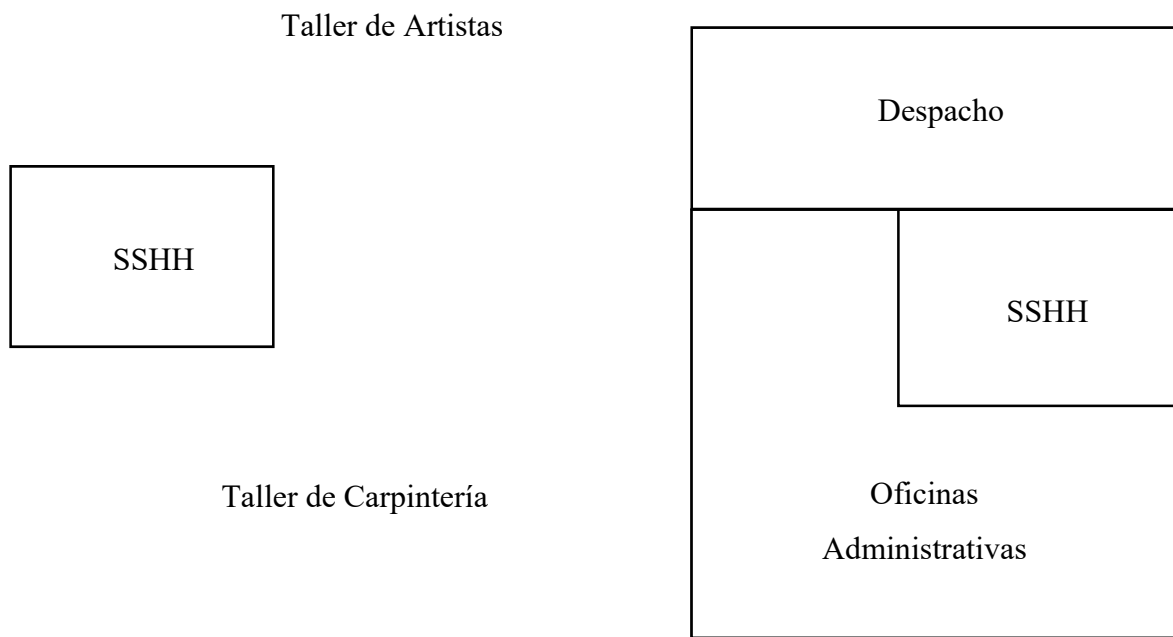 Taller de Artistas
Despacho
SSHH
SSHH
Taller de Carpintería
Oficinas
Administrativas